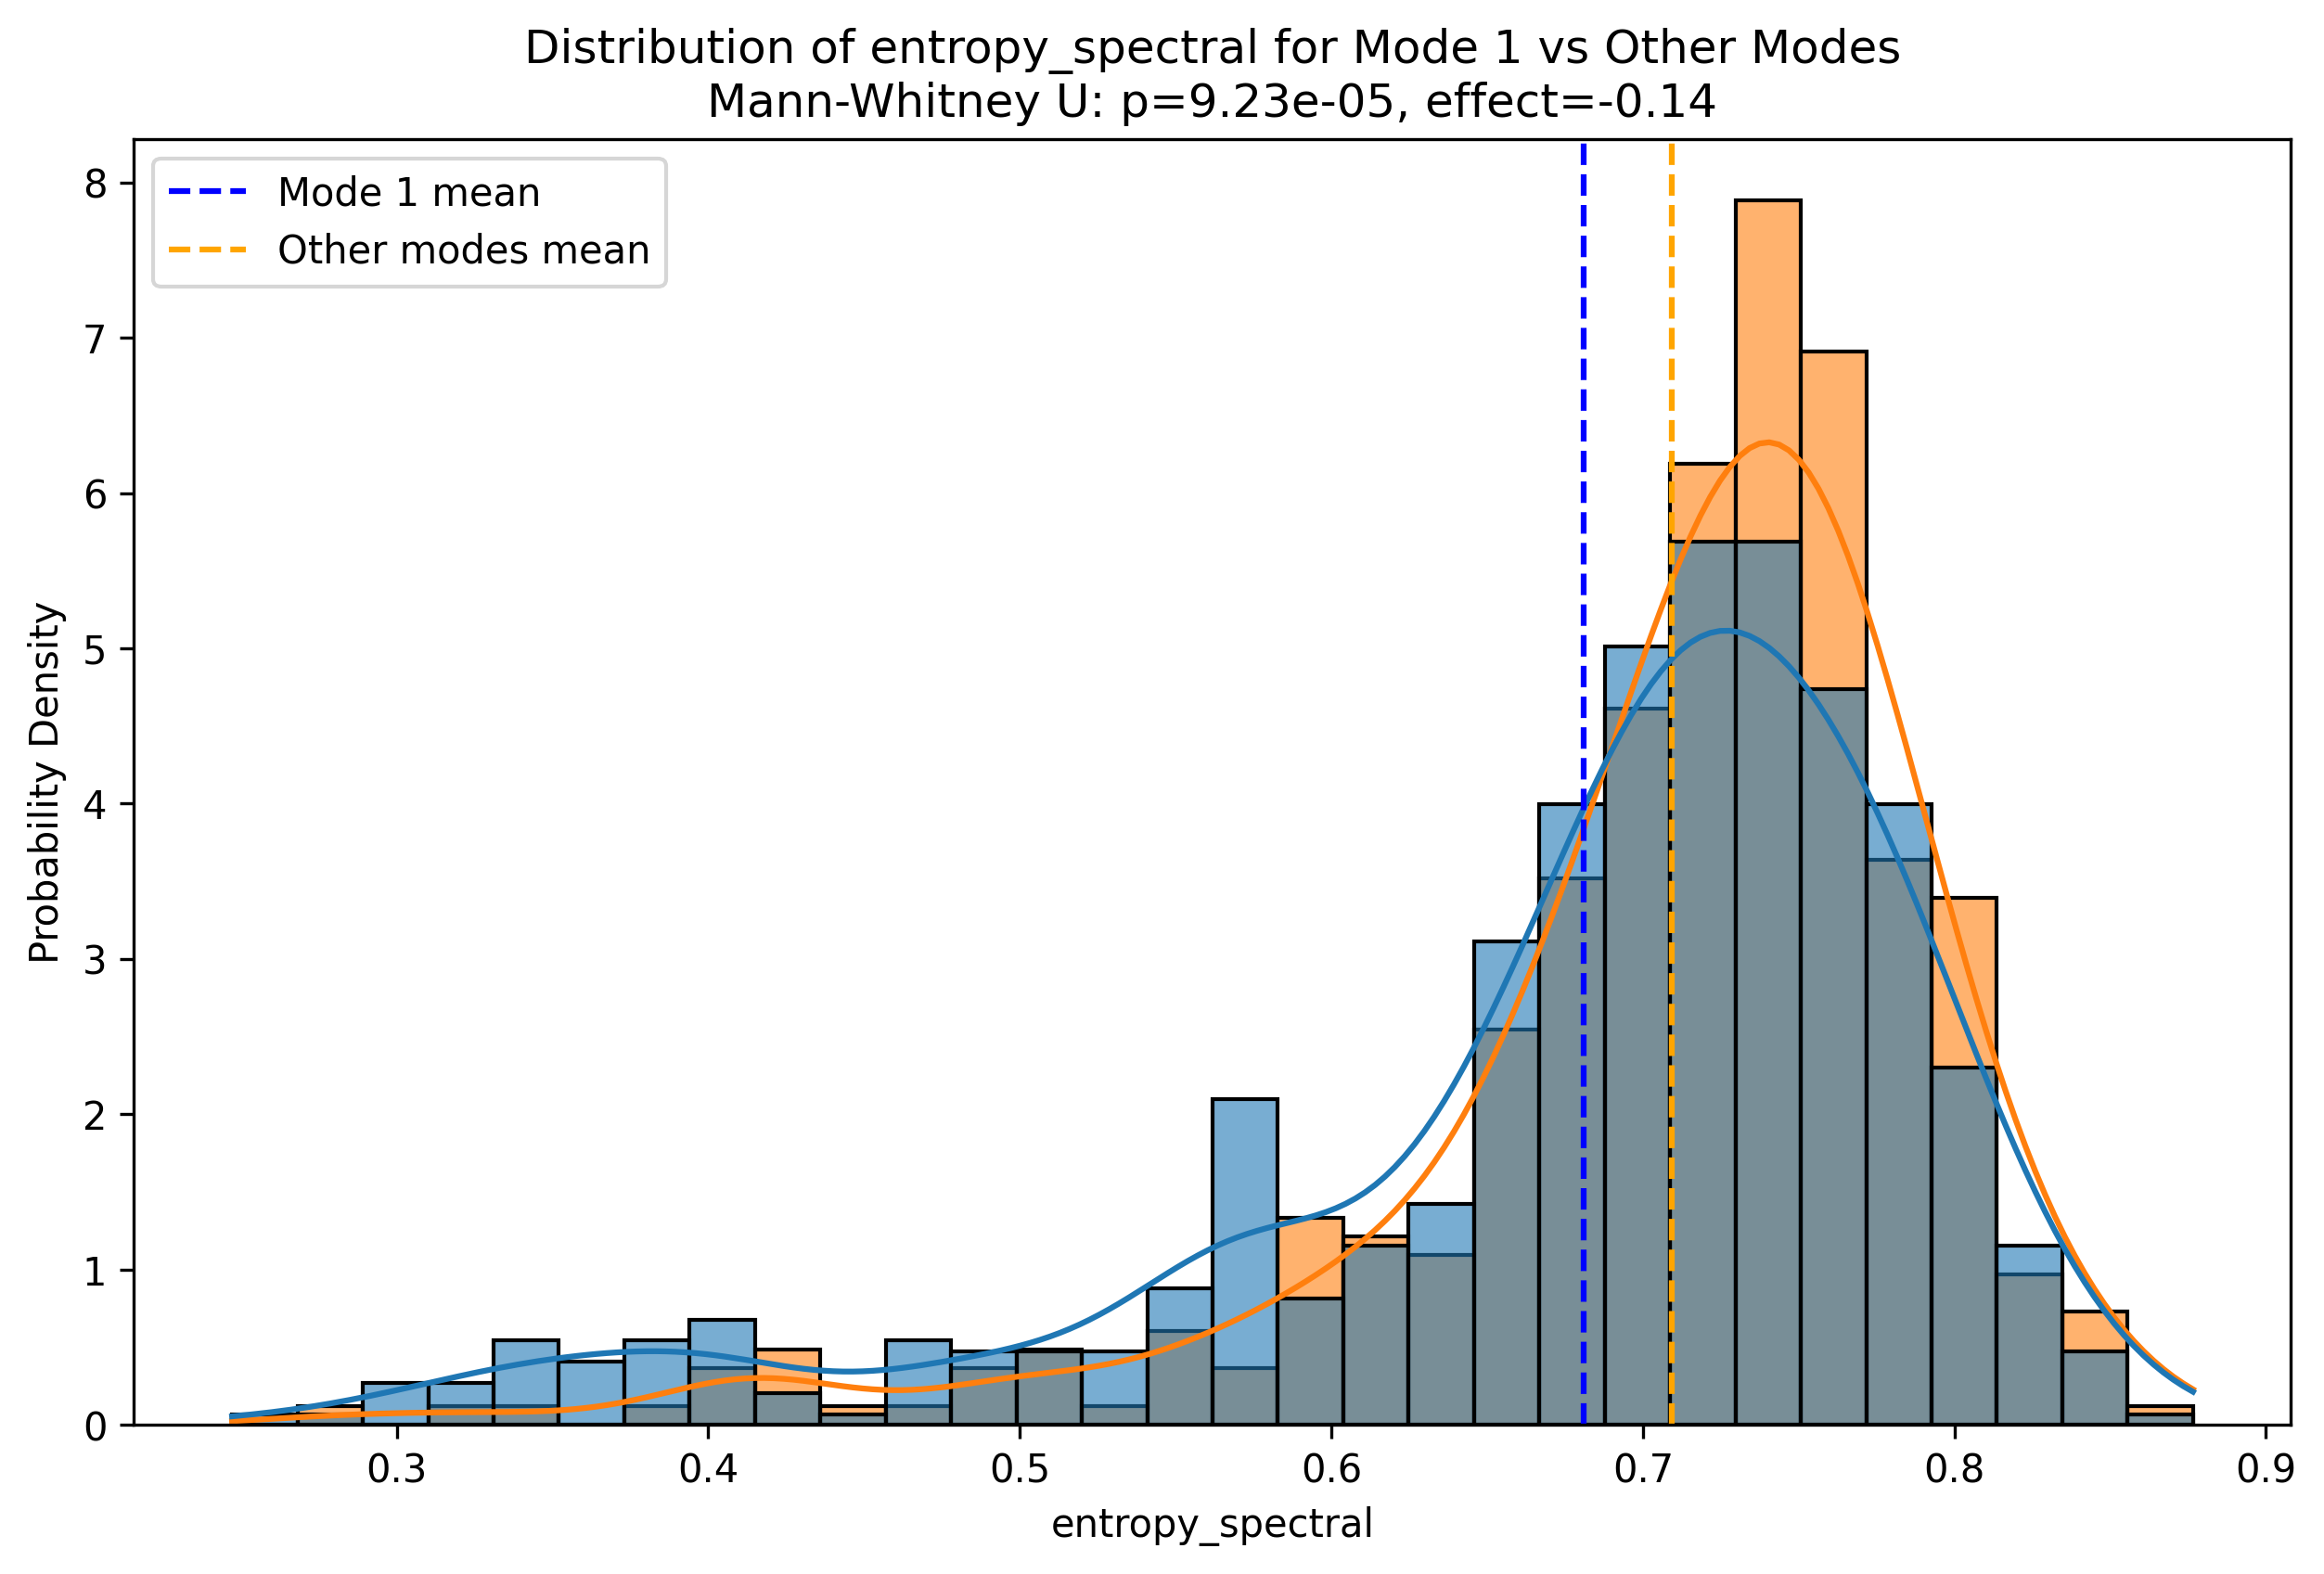 Distribution of entropy_spectral for Mode 1 vs Other Modes
Mann-Whitney U: p=9.23e-05, effect=-0.14
Mode 1 mean
Other modes mean
Probability Density
8
7
6
5
4
3
2
1
0
0.3 0.4 0.5 0.6 0.7 0.8 0.9
entropy_spectral